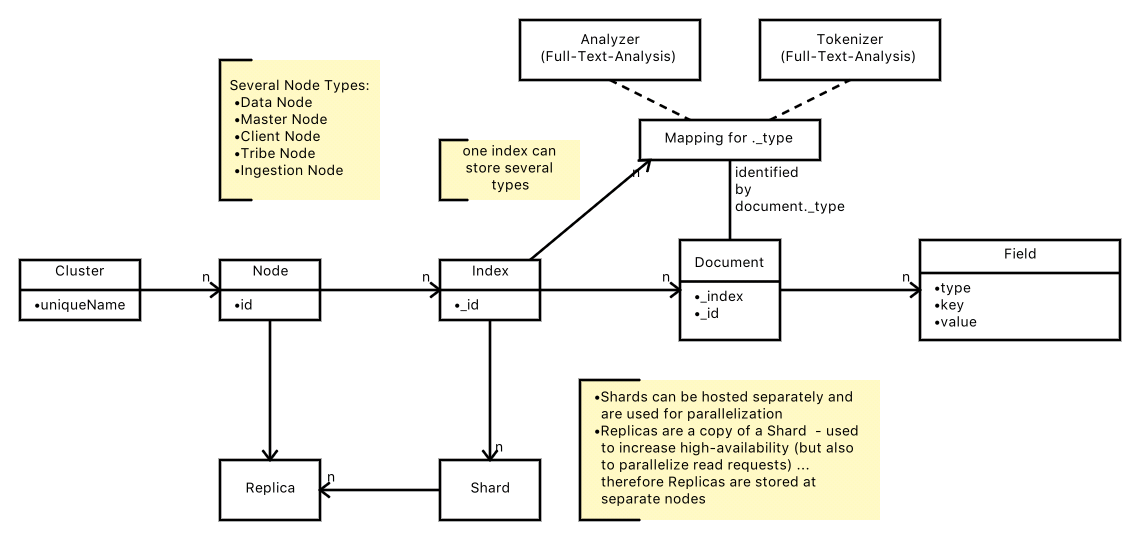 Analyzer
(Full-Text-Analysis)
Tokenizer
(Full-Text-Analysis)
Several Node Types:
•Data Node
•Master Node
•Client Node
•Tribe Node
•Ingestion Node
one index can
store several
types
Mapping for ._type
n
identified
by
document._type
Cluster
•uniqueName
n
Node
•id
n
Index
•_id
n
Document
•_index
•_id
n
Field
•type
•key
•value
•Shards can be hosted separately and
are used for parallelization
•Replicas are a copy of a Shard - used
to increase high-availability (but also
to parallelize read requests) ...
therefore Replicas are stored at
separate nodes
n
Replica
n
Shard